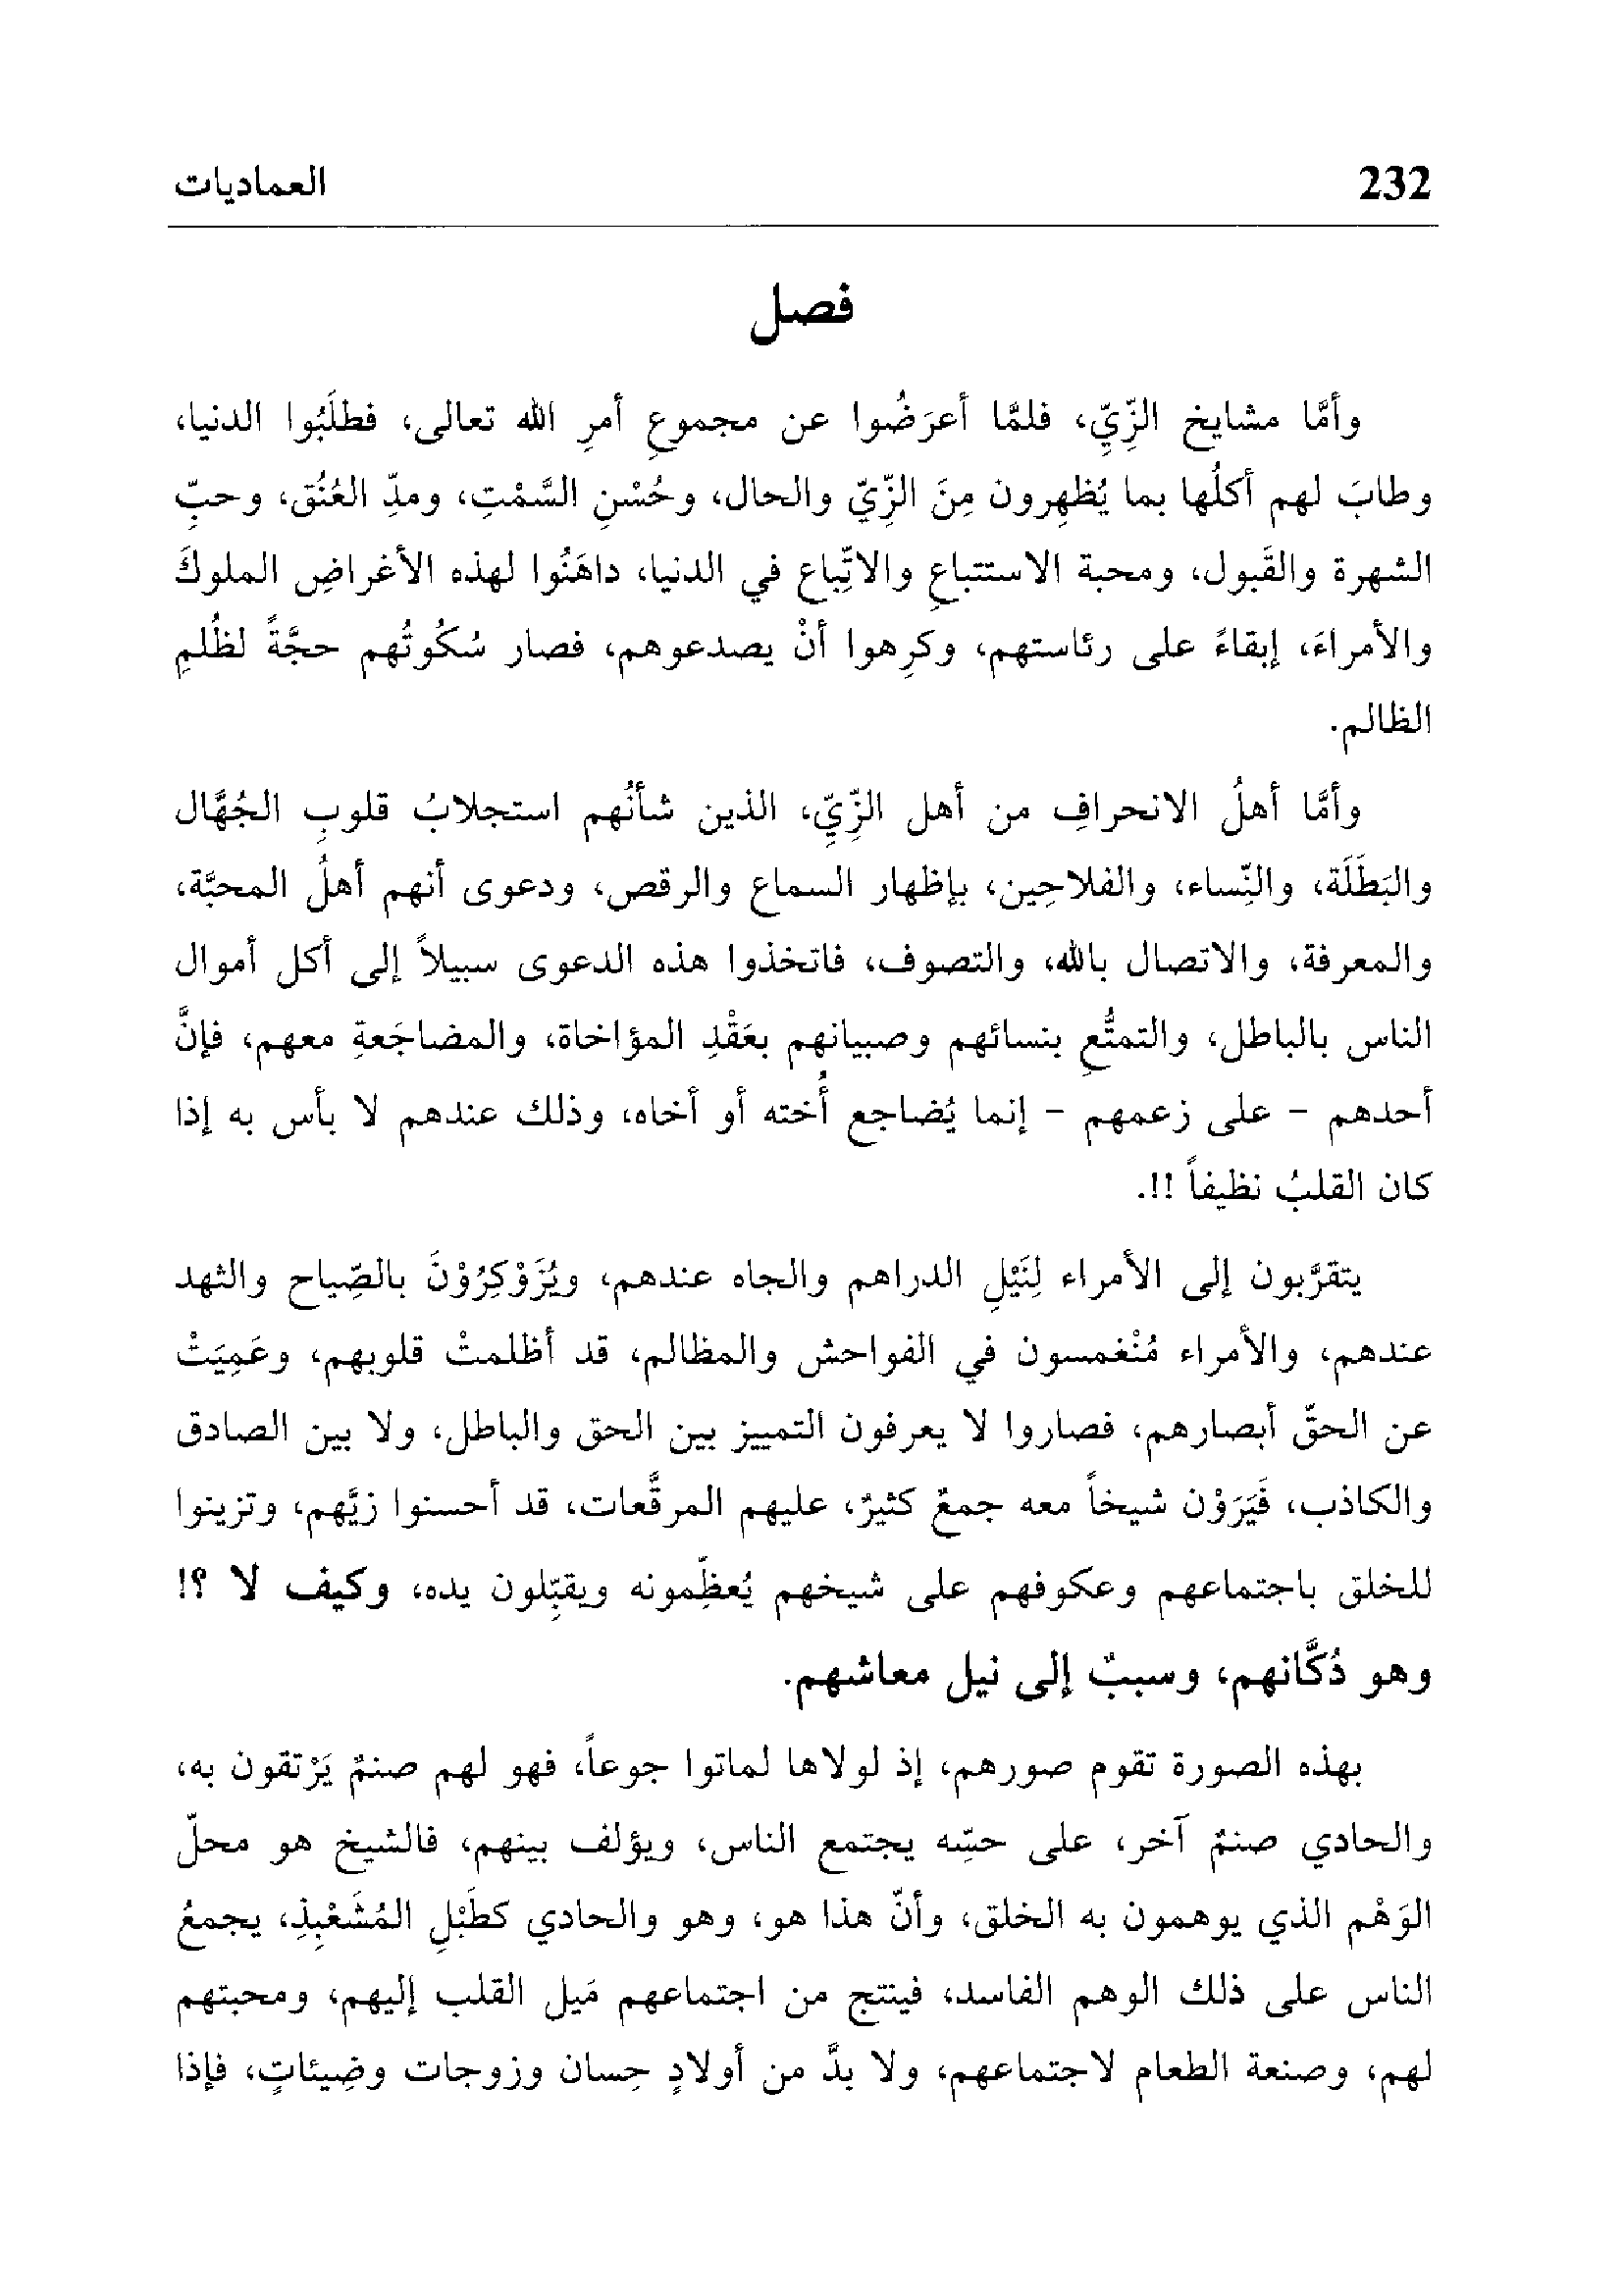 232
العماديات
فصل
وأمَّا مشايخ الزِّيِّ، فلمَّا أعرَضُوا عن مجموعِ أمرِ الله تعالى، فطلَبُوا الدنيا،
وطابَ لهم أكلُها بما يُظهِرون مِنَ الزِّيّ والحال، وحُسْنِ السَّمْتِ، ومدِّ العُنُق، وحبِّ
الشهرة والقَبول، ومحبة الاستتباعِ والاتِّباع في الدنيا، داهَنُوا لهذه الأغراضِ الملوكَ
والأمراءَ، إبقاءً على رئاستهم، وكرِهوا أنْ يصدعوهم، فصار سُكُوتُهم حجَّةً لظُلمِ
الظالم.
وأمَّا أهلُ الانحرافِ من أهل الزِّيِّ، الذين شأنُهم استجلابُ قلوبِ الجُهَّال
والبَطَلَة، والنِّساء، والفلاحِين، بإظهار السماع والرقص، ودعوى أنهم أهلُ المحبَّة،
والمعرفة، والاتصال بالله، والتصوف، فاتخذوا هذه الدعوى سبيلاً إلى أكل أموال
الناس بالباطل، والتمتُّعِ بنسائهم وصبيانهم بعَقْدِ المؤاخاة، والمضاجَعةِ معهم، فإنَّ
أحدهم - على زعمهم - إنما يُضاجع أُخته أو أخاه، وذلك عندهم لا بأس به إذا
كان القلبُ نظيفاً !!.
يتقرَّبون إلى الأمراء لِنَيْلِ الدراهم والجاه عندهم، ويُزَوْكِرُوْنَ بالصِّياح والثهد
عندهم، والأمراء مُنْغمسون في الفواحش والمظالم، قد أظلمتْ قلوبهم، وعَمِيَتْ
عن الحقّ أبصارهم، فصاروا لا يعرفون التمييز بين الحق والباطل، ولا بين الصادق
والكاذب، فَيَرَوْن شيخاً معه جمعٌ كثيرٌ، عليهم المرقَّعات، قد أحسنوا زيَّهم، وتزينوا
للخلق باجتماعهم وعكوفهم على شيخهم يُعظِّمونه ويقبِّلون يده، وكيف لا ؟!
وهو دُكَّانهم، وسببٌ إلى نيل معاشهم.
بهذه الصورة تقوم صورهم، إذ لولاها لماتوا جوعاً، فهو لهم صنمٌ يَرْتقون به،
والحادي صنمٌ آخر، على حسِّه يجتمع الناس، ويؤلف بينهم، فالشيخ هو محلّ
الوَهْم الذي يوهمون به الخلق، وأنّ هذا هو، وهو والحادي كطَبْلِ المُشَعْبِذِ، يجمعُ
الناس على ذلك الوهم الفاسد، فينتج من اجتماعهم مَيل القلب إليهم، ومحبتهم
لهم، وصنعة الطعام لاجتماعهم، ولا بدَّ من أولادٍ حِسان وزوجات وضِيئاتٍ، فإذا